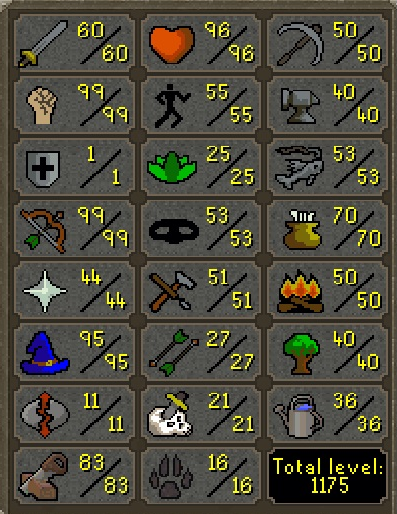 60/60 96/96 50/50
99/99 55/55 40/40
1/1 25/25 53/53
99/99 53/53 70/70
44/44 51/51 50/50
95/95 27/27 40/40
11/11 21/21 36/36
83/83 16/16 Total level:
1175